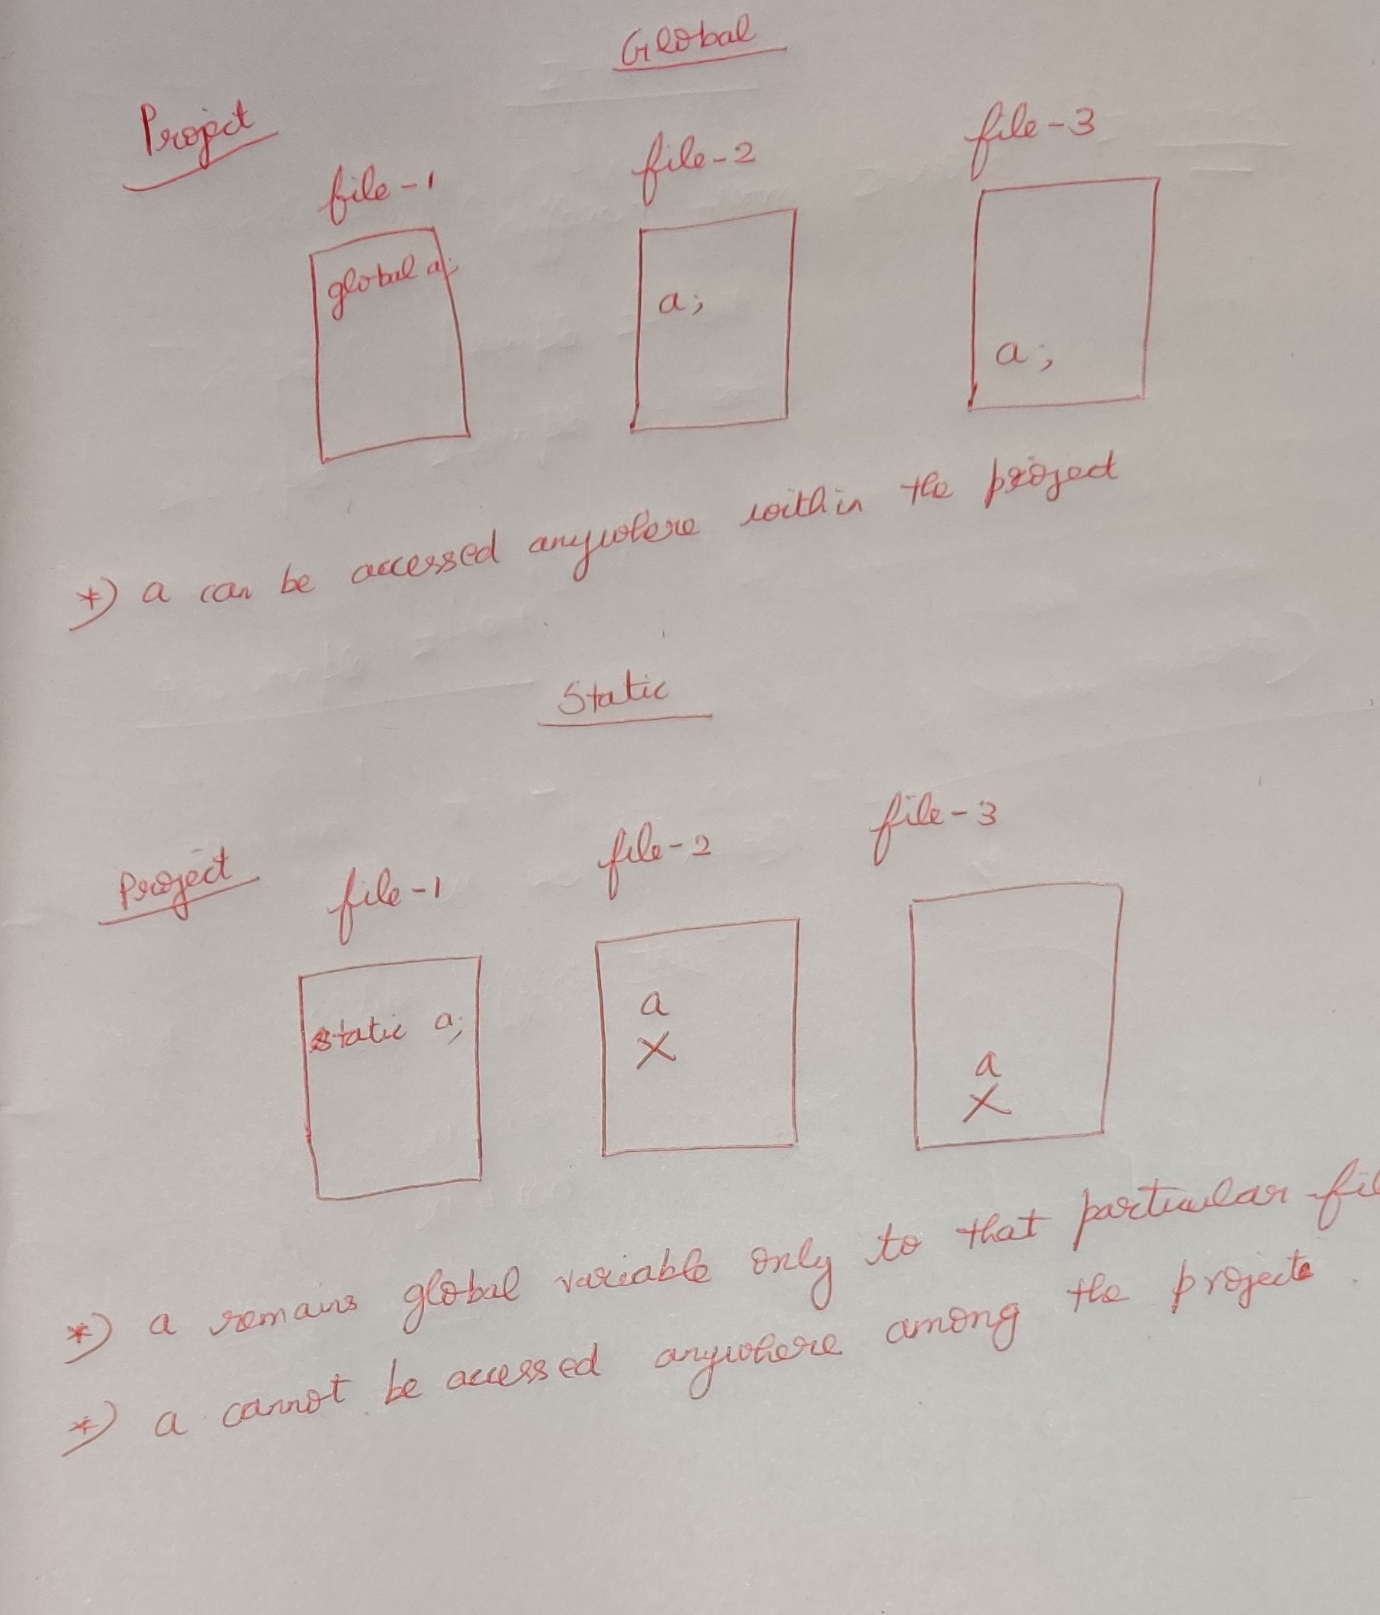 Global
Project
file-1 file-2 file-3
global a;
a;
a;
*) a can be accessed anywhere within the project
Static
Project
file-1 file-2 file-3
static a;
a
X
a
X
*) a remains global variable only to that particular fil
*) a cannot be accessed anywhere among the project.